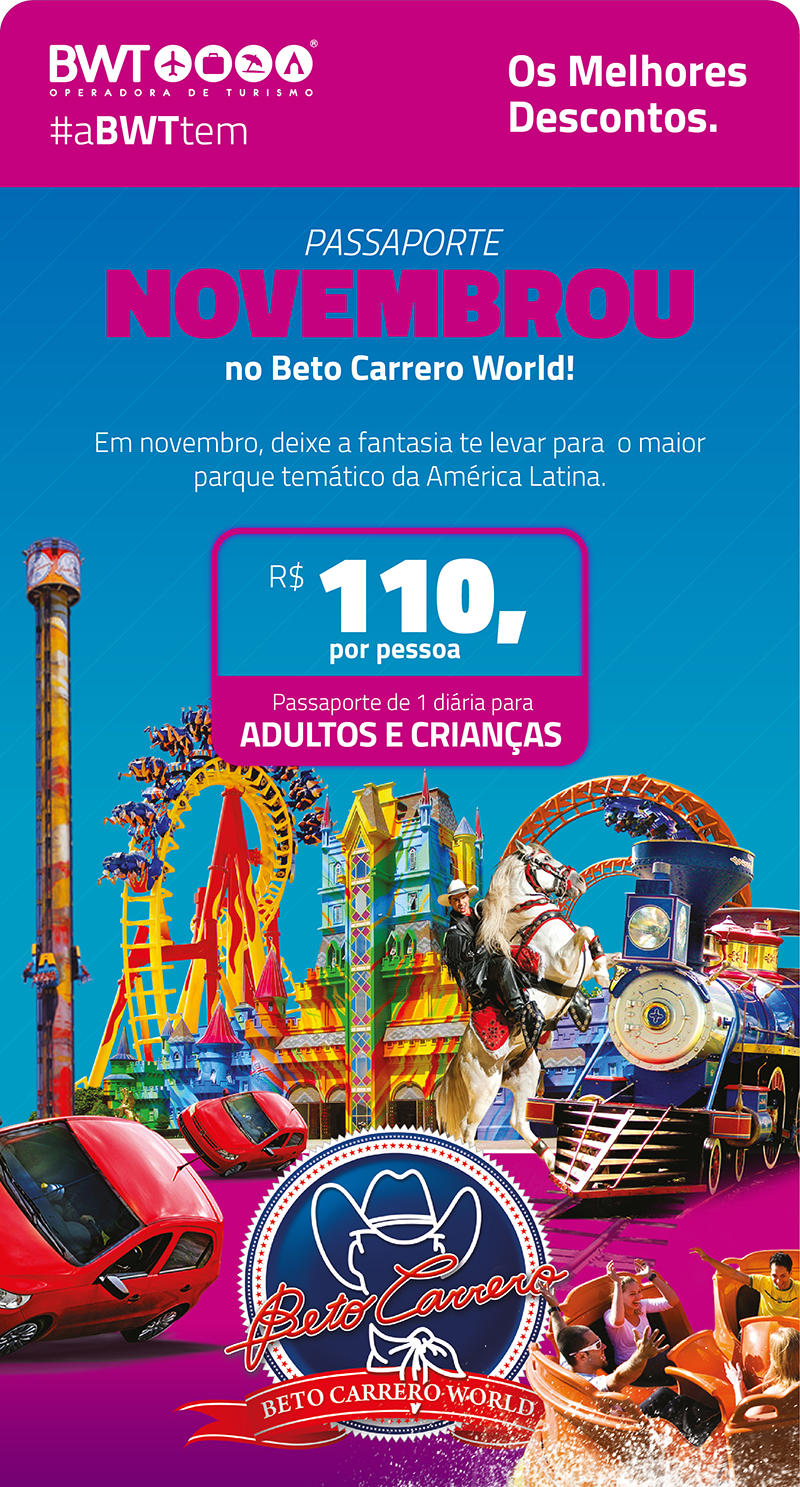 BWT
OPERADORA DE TURISMO
#aBWTtem
Os Melhores
Descontos.
PASSAPORTE
NOVEMBROU
no Beto Carrero World!
Em novembro, deixe a fantasia te levar para o maior
parque temático da América Latina.
R$ 110,
por pessoa
Passaporte de 1 diária para
ADULTOS E CRIANÇAS
Beto Carrero
BETO CARRERO WORLD